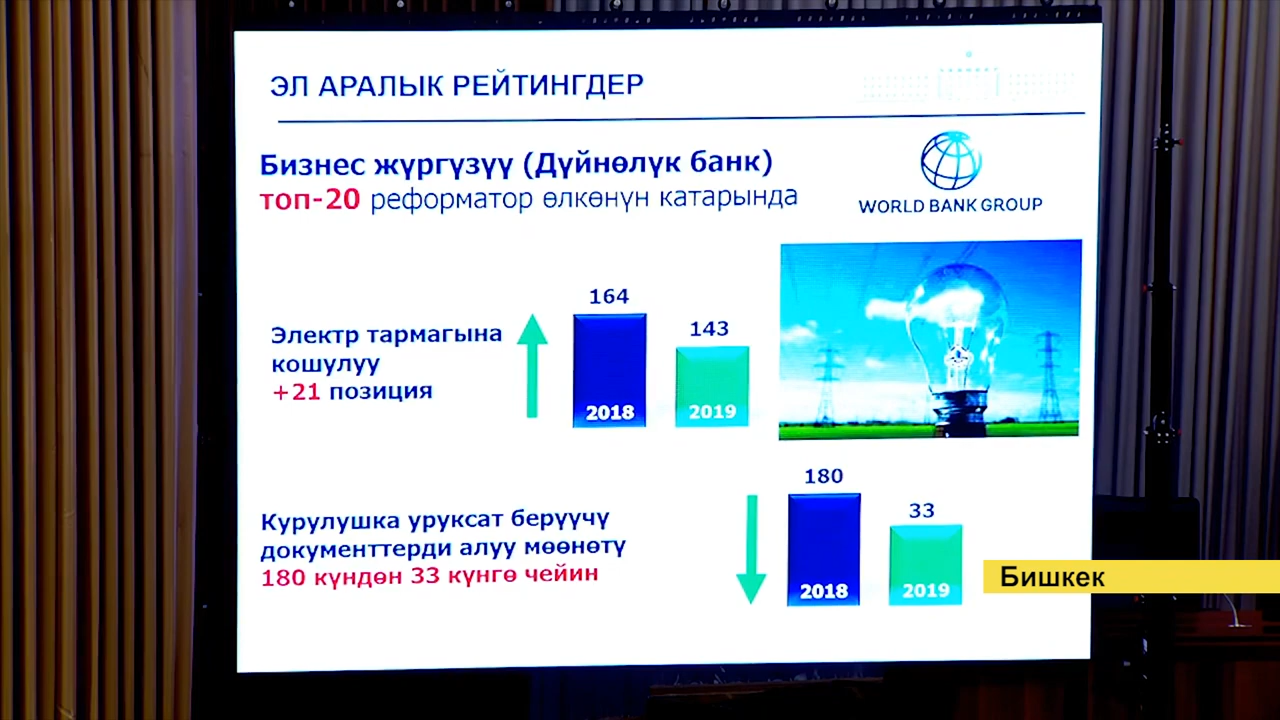 ЭЛ АРАЛЫК РЕЙТИНГДЕР
Бизнес жүргүзүү (Дүйнөлүк банк)
топ-20 реформатор өлкөнүн катарында
WORLD BANK GROUP
Электр тармагына
кошулуу
+21 позиция
164
143
2018
2019
Курулушка уруксат берүүчү
документтерди алуу мөөнөтү
180 күндөн 33 күнгө чейин
180
33
2018
2019
Бишкек